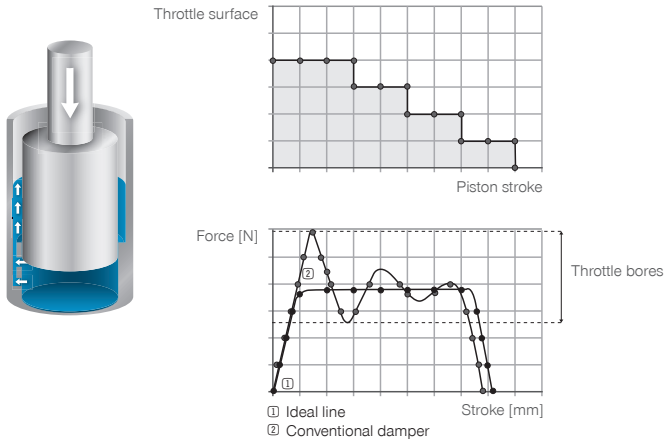 Throttle surface
Piston stroke
Force [N]
2
Throttle bores
1
Stroke [mm]
1 Ideal line
2 Conventional damper